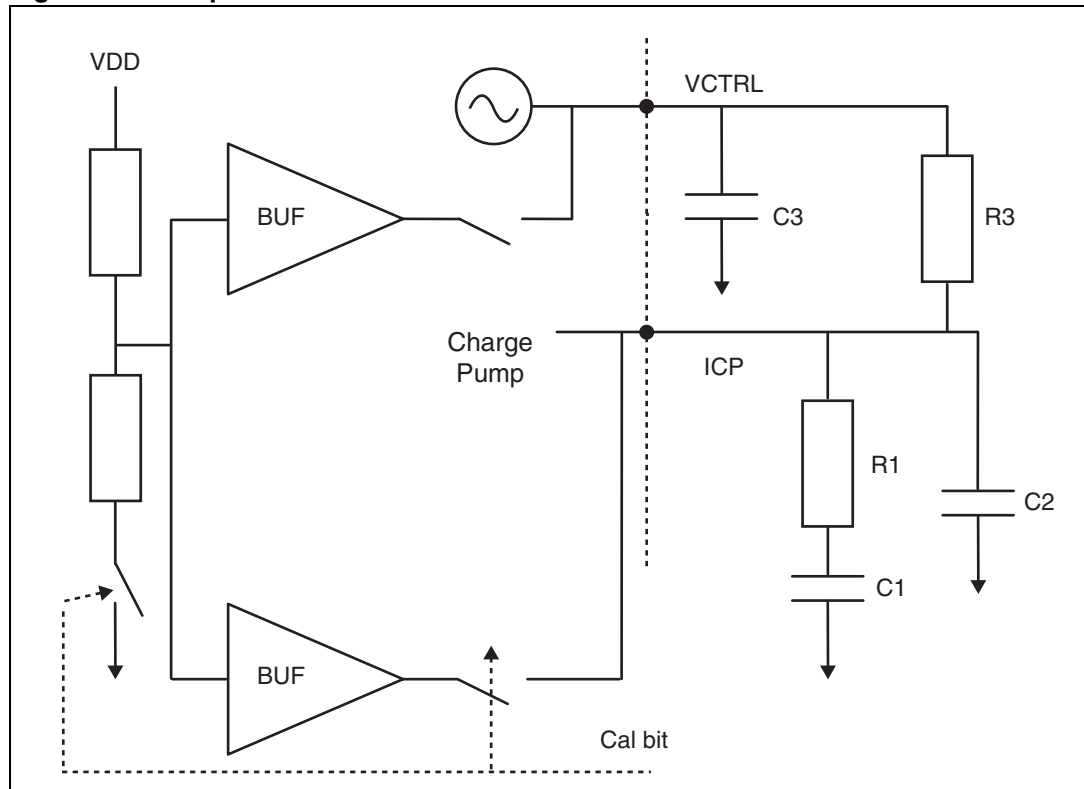 VDD
VCTRL
BUF
C3
R3
Charge
Pump
ICP
R1
C2
C1
BUF
Cal bit